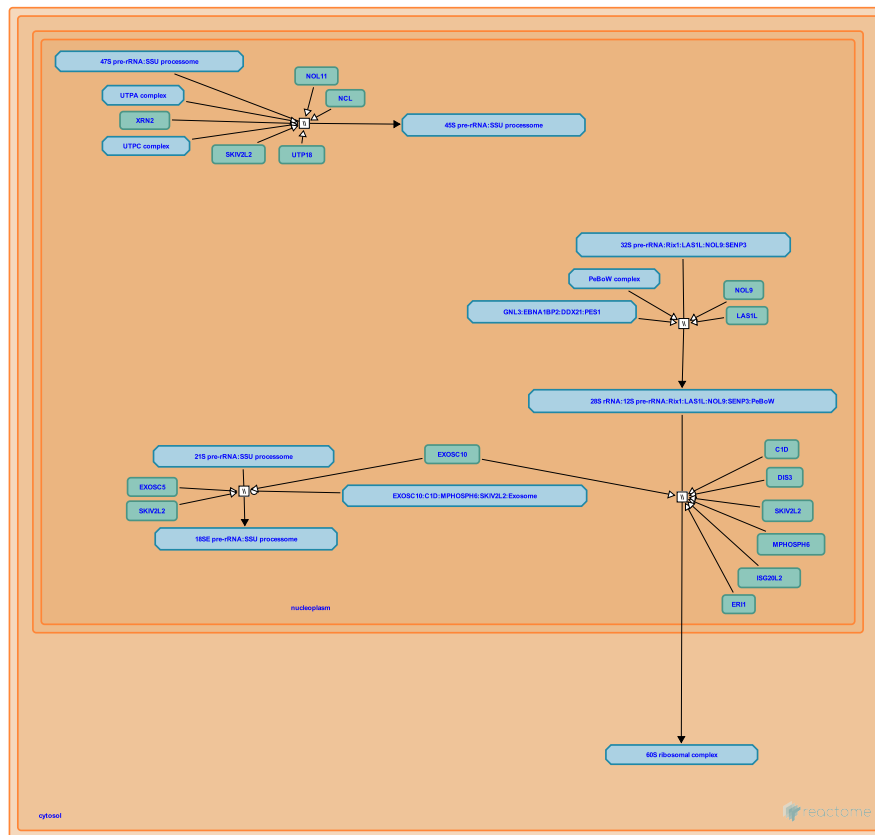 47S pre-rRNA:SSU processome
NOL11
UTPA complex
NCL
XRN2
45S pre-rRNA:SSU processome
UTPC complex
SKIV2L2
UTP18
32S pre-rRNA:Rix1:LAS1L:NOL9:SENP3
PeBoW complex
NOL9
GNL3:EBNA1BP2:DDX21:PES1
LAS1L
28S rRNA:12S pre-rRNA:Rix1:LAS1L:NOL9:SENP3:PeBoW
21S pre-rRNA:SSU processome
EXOSC10
C1D
DIS3
EXOSC5
EXOSC10:C1D:MPHOSPH6:SKIV2L2:Exosome
SKIV2L2
SKIV2L2
18SE pre-rRNA:SSU processome
MPHOSPH6
ISG20L2
ERI1
nucleoplasm
60S ribosomal complex
cytosol
reactome